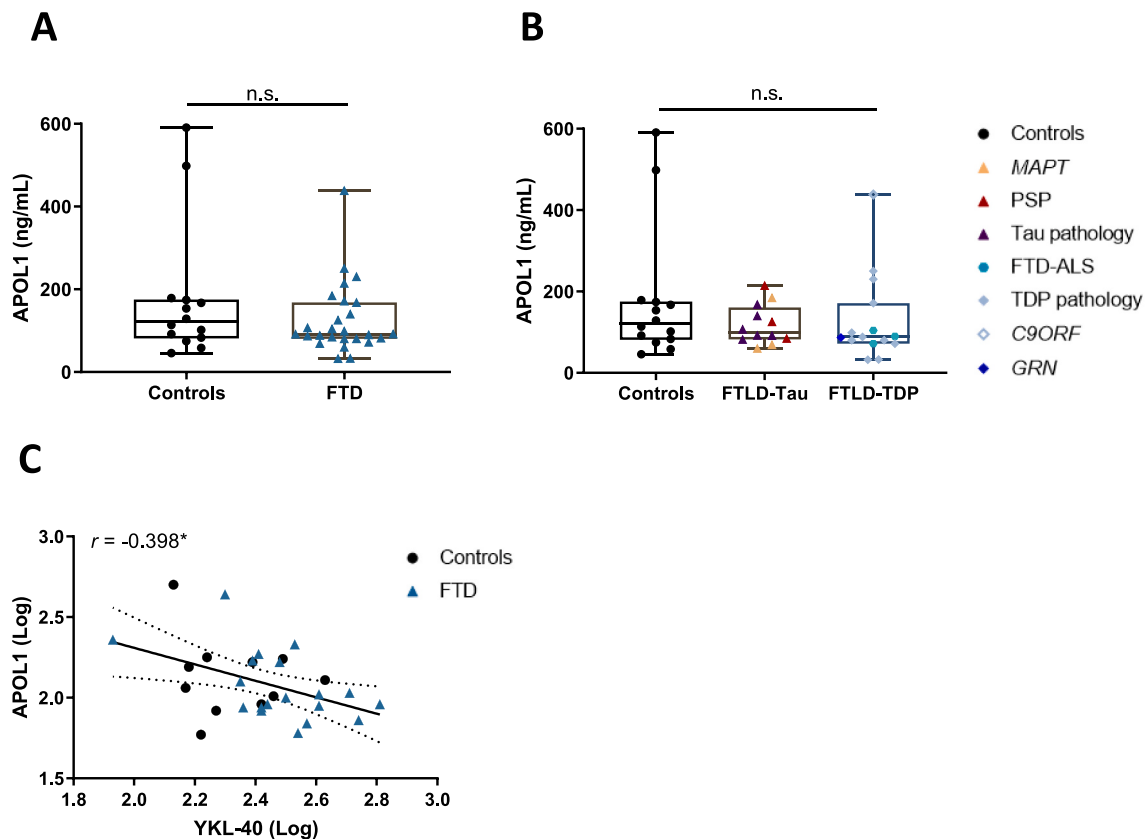 A
n.s.
600
400
200
0
APOL1 (ng/mL)
Controls
FTD
B
n.s.
600
400
200
0
APOL1 (ng/mL)
Controls
FTLD-Tau
FTLD-TDP
Controls
MAPT
PSP
Tau pathology
FTD-ALS
TDP pathology
C9ORF
GRN
C
r = -0.398*
3.0
2.5
2.0
1.5
APOL1 (Log)
1.8
2.0
2.2
2.4
2.6
2.8
3.0
YKL-40 (Log)
Controls
FTD